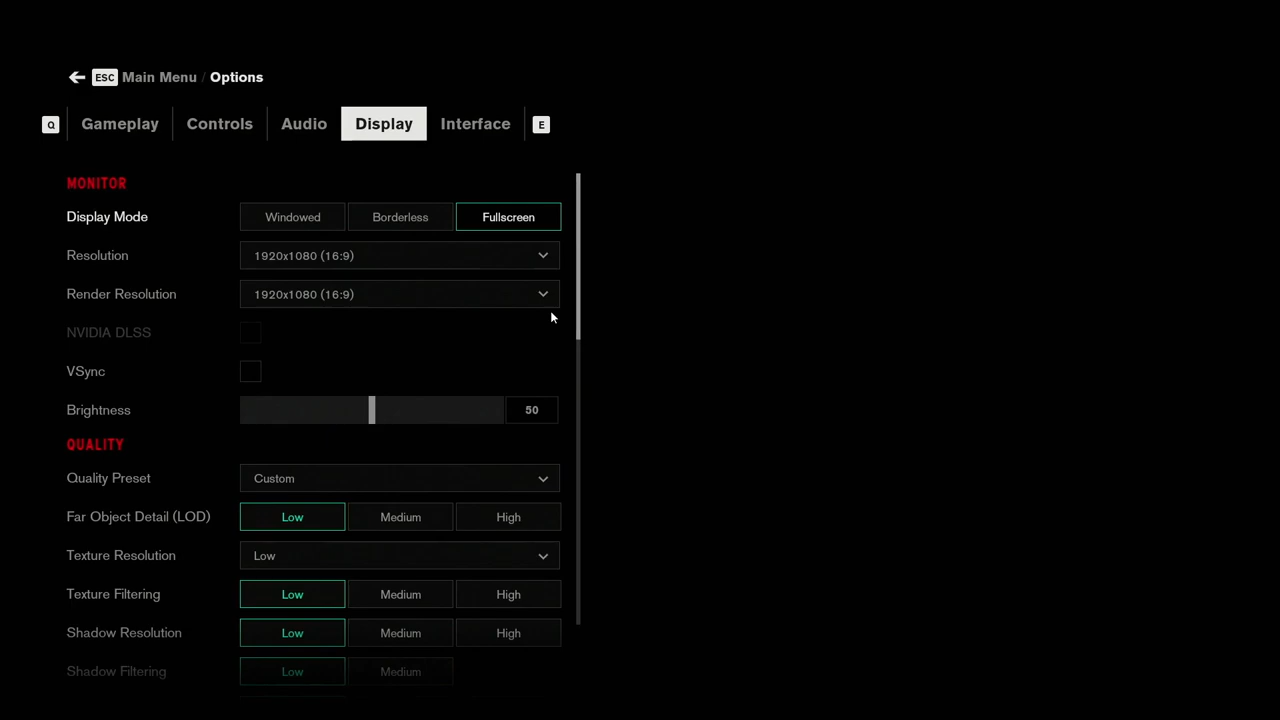 ESC Main Menu / Options
Q Gameplay Controls Audio Display Interface E
MONITOR
Display Mode Windowed Borderless Fullscreen
Resolution 1920x1080 (16:9)
Render Resolution 1920x1080 (16:9)
NVIDIA DLSS
VSync
Brightness 50
QUALITY
Quality Preset Custom
Far Object Detail (LOD) Low Medium High
Texture Resolution Low
Texture Filtering Low Medium High
Shadow Resolution Low Medium High
Shadow Filtering Low Medium